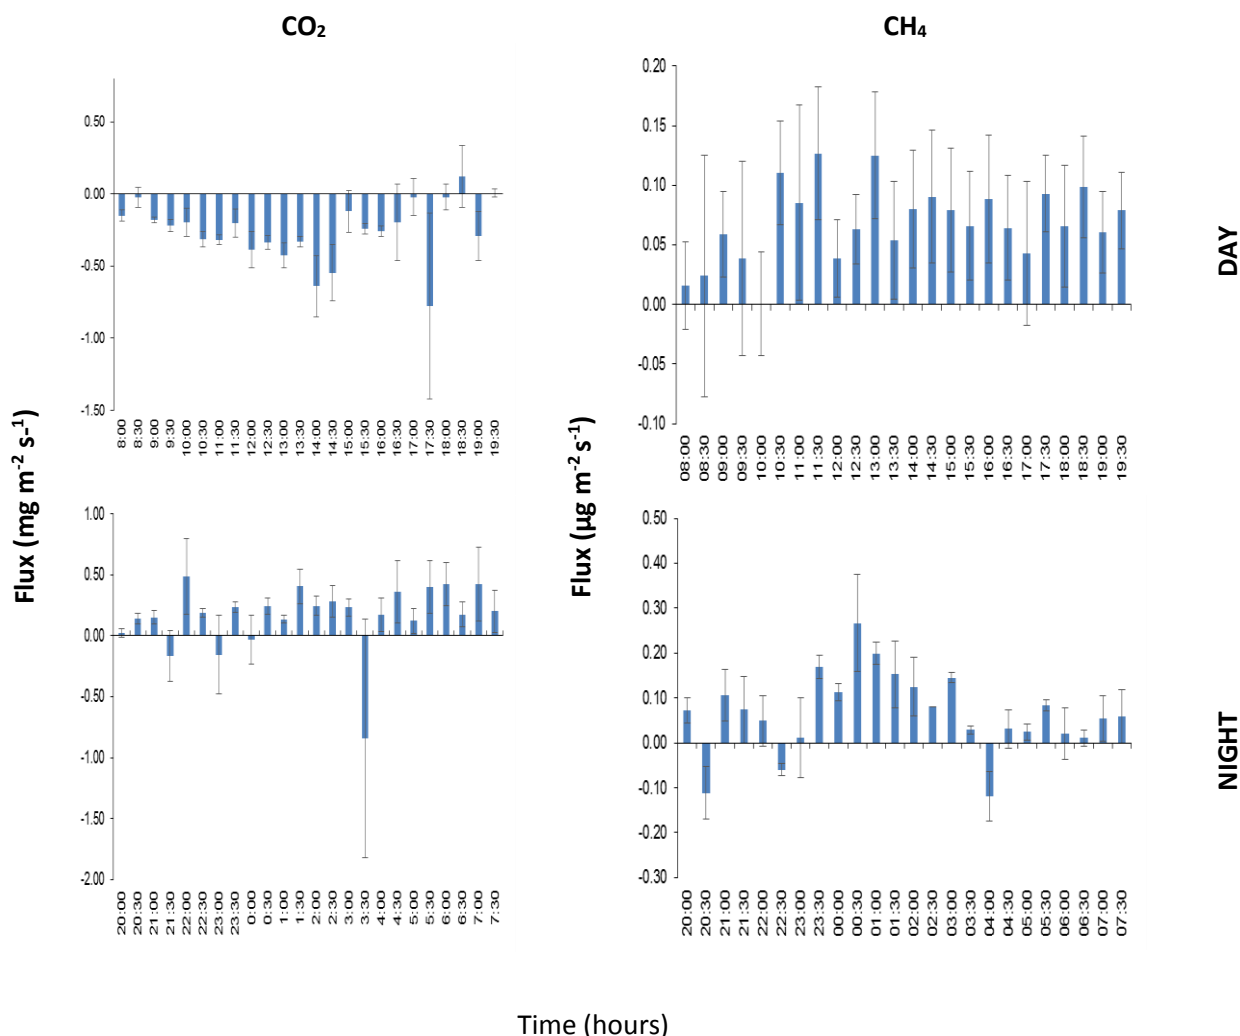 CO₂
CH₄
0.50
0.00
-0.50
-1.00
-1.50
8:00 8:30 9:00 9:30 10:00 10:30 11:00 11:30 12:00 12:30 13:00 13:30 14:00 14:30 15:00 15:30 16:00 16:30 17:00 17:30 18:00 18:30 19:00 19:30
0.20
0.15
0.10
0.05
0.00
-0.05
-0.10
08:00 08:30 09:00 09:30 10:00 10:30 11:00 11:30 12:00 12:30 13:00 13:30 14:00 14:30 15:00 15:30 16:00 16:30 17:00 17:30 18:00 18:30 19:00 19:30
DAY
Flux (mg m⁻² s-¹)
Flux (µg m⁻² s⁻¹)
1.00
0.50
0.00
-0.50
-1.00
-1.50
-2.00
20:00 20:30 21:00 21:30 22:00 22:30 23:00 23:30 0:00 0:30 1:00 1:30 2:00 2:30 3:00 3:30 4:00 4:30 5:00 5:30 6:00 6:30 7:00 7:30
0.50
0.40
0.30
0.20
0.10
0.00
-0.10
-0.20
-0.30
20:00 20:30 21:00 21:30 22:00 22:30 23:00 23:30 00:00 00:30 01:00 01:30 02:00 02:30 03:00 03:30 04:00 04:30 05:00 05:30 06:00 06:30 07:00 07:30
NIGHT
Time (hours)